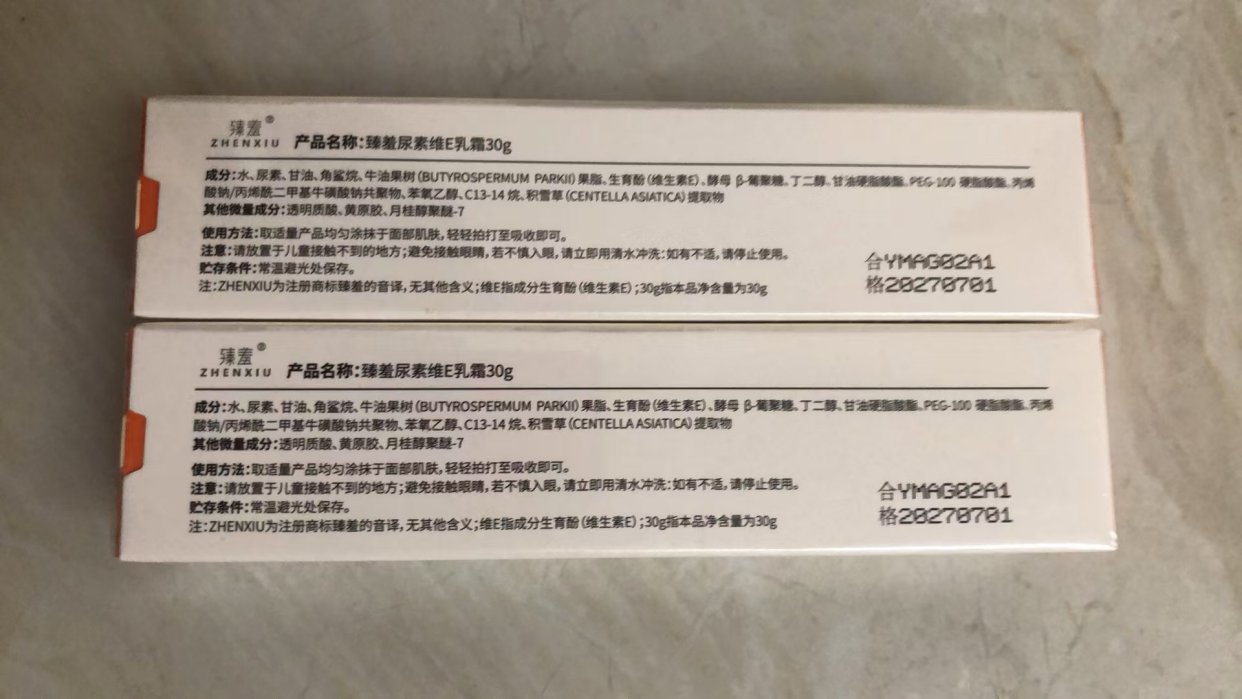 臻羞®
ZHENXIU 产品名称：臻羞尿素维E乳霜30g
成分：水、尿素、甘油、角鲨烷、牛油果树（BUTYROSPERMUM PARKII）果脂、生育酚（维生素E）、酵母 β-葡聚糖、丁二醇、甘油硬脂酸酯、PEG-100 硬脂酸酯、丙烯
酸钠/丙烯酰二甲基牛磺酸钠共聚物、苯氧乙醇、C13-14 烷、积雪草（CENTELLA ASIATICA）提取物
其他微量成分：透明质酸、黄原胶、月桂醇聚醚-7
使用方法：取适量产品均匀涂抹于面部肌肤，轻轻拍打至吸收即可。
注意：请放置于儿童接触不到的地方；避免接触眼睛，若不慎入眼，请立即用清水冲洗：如有不适，请停止使用。
贮存条件：常温避光处保存。
注：ZHENXIU为注册商标臻羞的音译，无其他含义；维E指成分生育酚（维生素E）；30g指本品净含量为30g
合YMAG02A1
格20270701
臻羞®
ZHENXIU 产品名称：臻羞尿素维E乳霜30g
成分：水、尿素、甘油、角鲨烷、牛油果树（BUTYROSPERMUM PARKII）果脂、生育酚（维生素E）、酵母 β-葡聚糖、丁二醇、甘油硬脂酸酯、PEG-100 硬脂酸酯、丙烯
酸钠/丙烯酰二甲基牛磺酸钠共聚物、苯氧乙醇、C13-14 烷、积雪草（CENTELLA ASIATICA）提取物
其他微量成分：透明质酸、黄原胶、月桂醇聚醚-7
使用方法：取适量产品均匀涂抹于面部肌肤，轻轻拍打至吸收即可。
注意：请放置于儿童接触不到的地方；避免接触眼睛，若不慎入眼，请立即用清水冲洗：如有不适，请停止使用。
贮存条件：常温避光处保存。
注：ZHENXIU为注册商标臻羞的音译，无其他含义；维E指成分生育酚（维生素E）；30g指本品净含量为30g
合YMAG02A1
格20270701